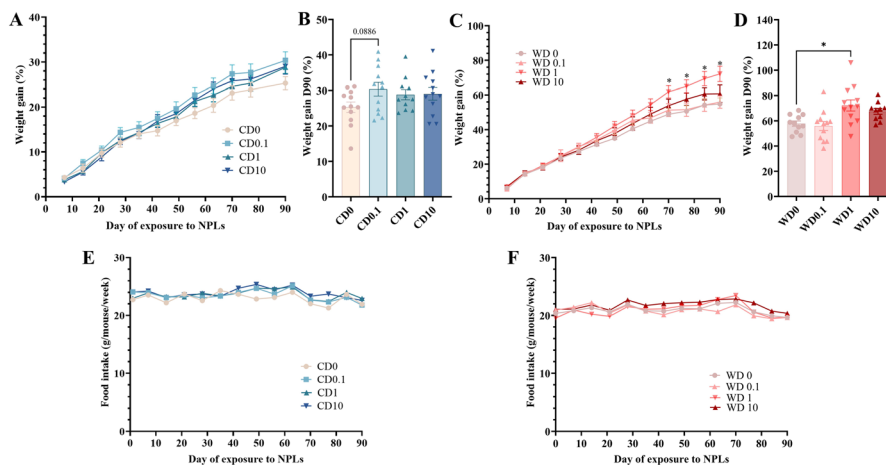 A
Weight gain (%)
40
30
20
10
0
0 10 20 30 40 50 60 70 80 90
Day of exposure to NPLs
CD0
CD0.1
CD1
CD10
B
Weight gain D90 (%)
50
40
30
20
10
0
0.0886
CD0 CD0.1 CD1 CD10
C
Weight gain (%)
100
80
60
40
20
0
0 10 20 30 40 50 60 70 80 90
Day of exposure to NPLs
WD 0
WD 0.1
WD 1
WD 10
* * * *
D
Weight gain D90 (%)
140
120
100
80
60
40
20
0
*
WD0 WD0.1 WD1 WD10
E
Food intake (g/mouse/week)
30
20
10
0
0 10 20 30 40 50 60 70 80 90
Day of exposure to NPLs
CD0
CD0.1
CD1
CD10
F
Food intake (g/mouse/week)
30
20
10
0
0 10 20 30 40 50 60 70 80 90
Day of exposure to NPLs
WD 0
WD 0.1
WD 1
WD 10